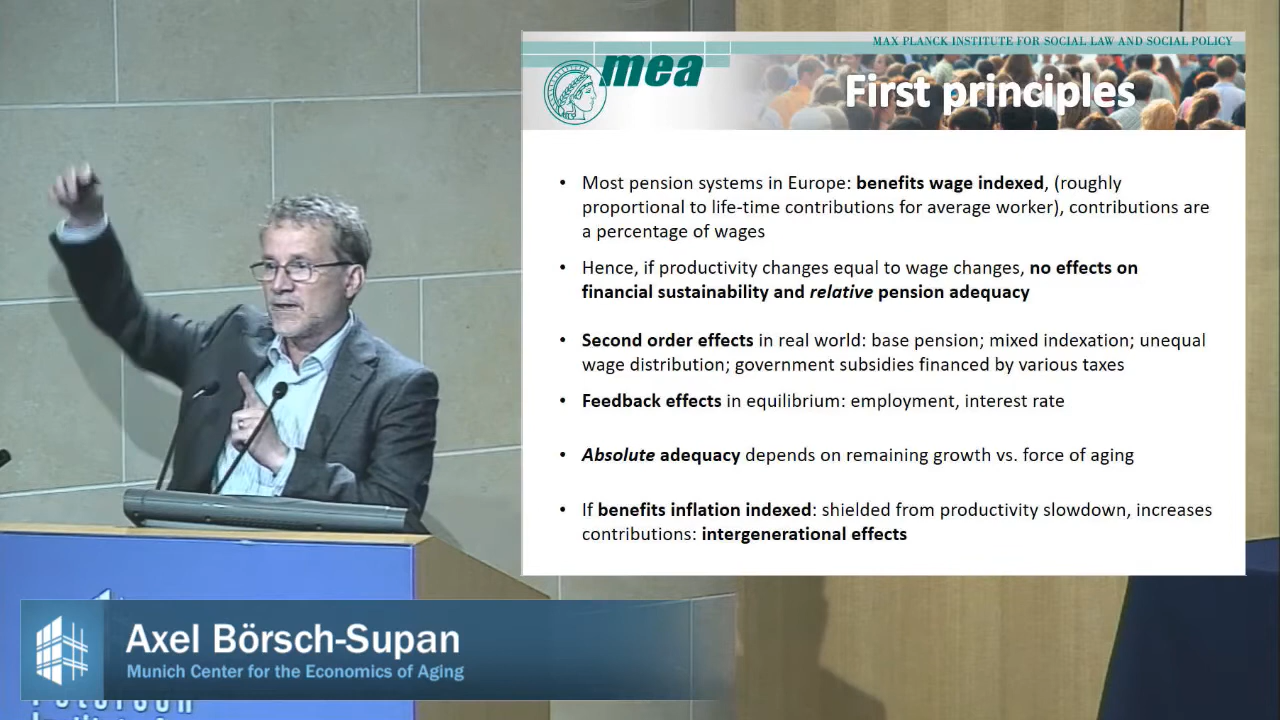 MAX PLANCK INSTITUTE FOR SOCIAL LAW AND SOCIAL POLICY
mea
First principles
• Most pension systems in Europe: benefits wage indexed, (roughly
proportional to life-time contributions for average worker), contributions are
a percentage of wages
• Hence, if productivity changes equal to wage changes, no effects on
financial sustainability and relative pension adequacy
• Second order effects in real world: base pension; mixed indexation; unequal
wage distribution; government subsidies financed by various taxes
• Feedback effects in equilibrium: employment, interest rate
• Absolute adequacy depends on remaining growth vs. force of aging
• If benefits inflation indexed: shielded from productivity slowdown, increases
contributions: intergenerational effects
Axel Börsch-Supan
Munich Center for the Economics of Aging